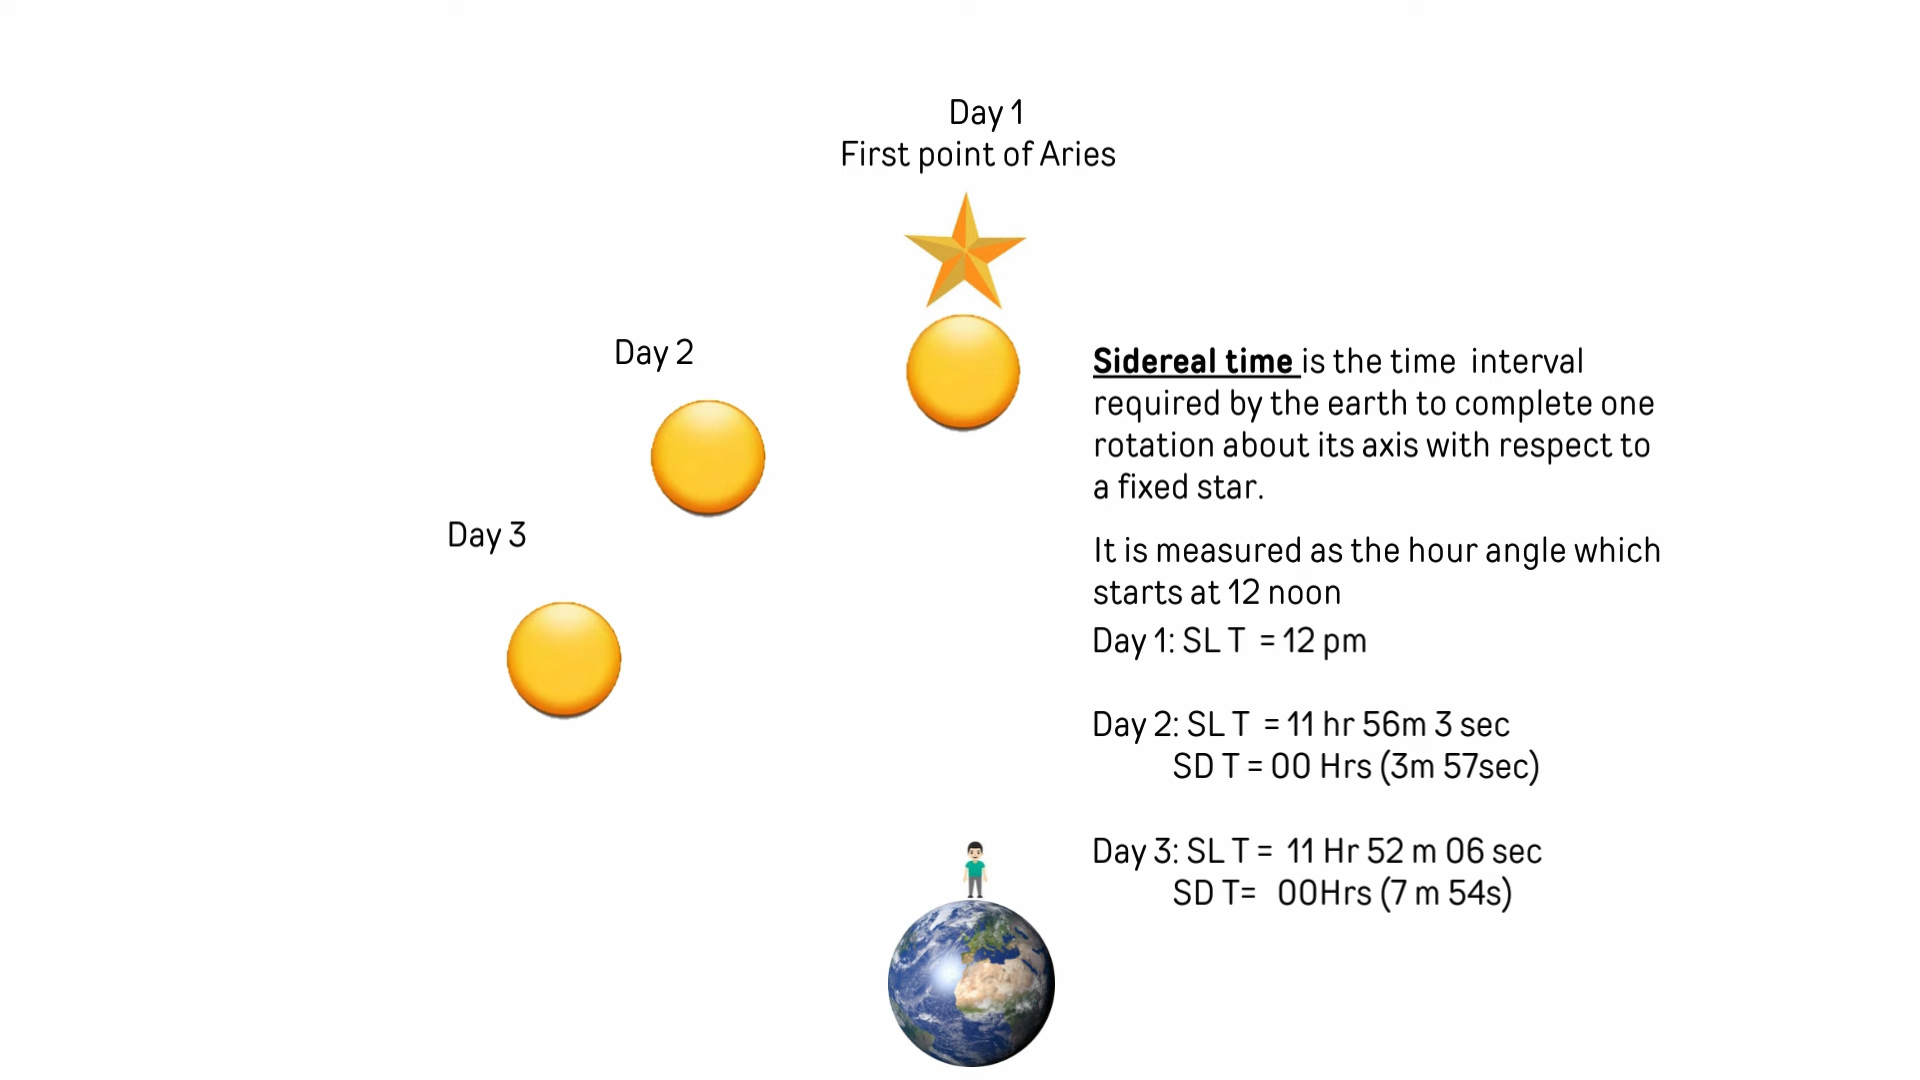 Day 1
First point of Aries
Day 2
Day 3
Sidereal time is the time interval
required by the earth to complete one
rotation about its axis with respect to
a fixed star.
It is measured as the hour angle which
starts at 12 noon
Day 1: SL T = 12 pm
Day 2: SL T = 11 hr 56m 3 sec
SD T = 00 Hrs (3m 57sec)
Day 3: SL T = 11 Hr 52 m 06 sec
SD T= 00Hrs (7 m 54s)